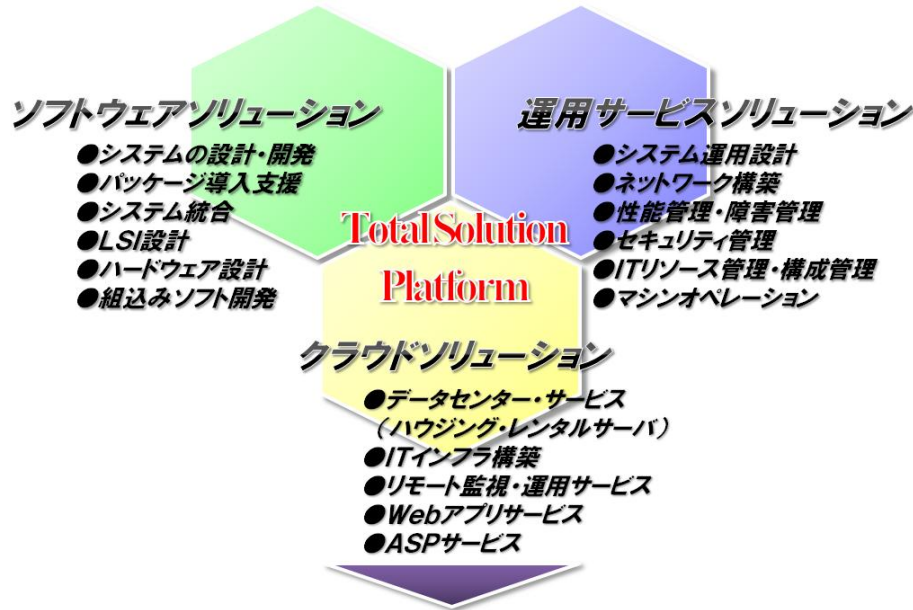 ソフトウェアソリューション
●システムの設計・開発
●パッケージ導入支援
●システム統合
●LSI設計
●ハードウェア設計
●組込みソフト開発
運用サービスソリューション
●システム運用設計
●ネットワーク構築
●性能管理・障害管理
●セキュリティ管理
●ITリソース管理・構成管理
●マシンオペレーション
Total Solution
Platform
クラウドソリューション
●データセンター・サービス
（ハウジング・レンタルサーバ）
●ITインフラ構築
●リモート監視・運用サービス
●Webアプリサービス
●ASPサービス